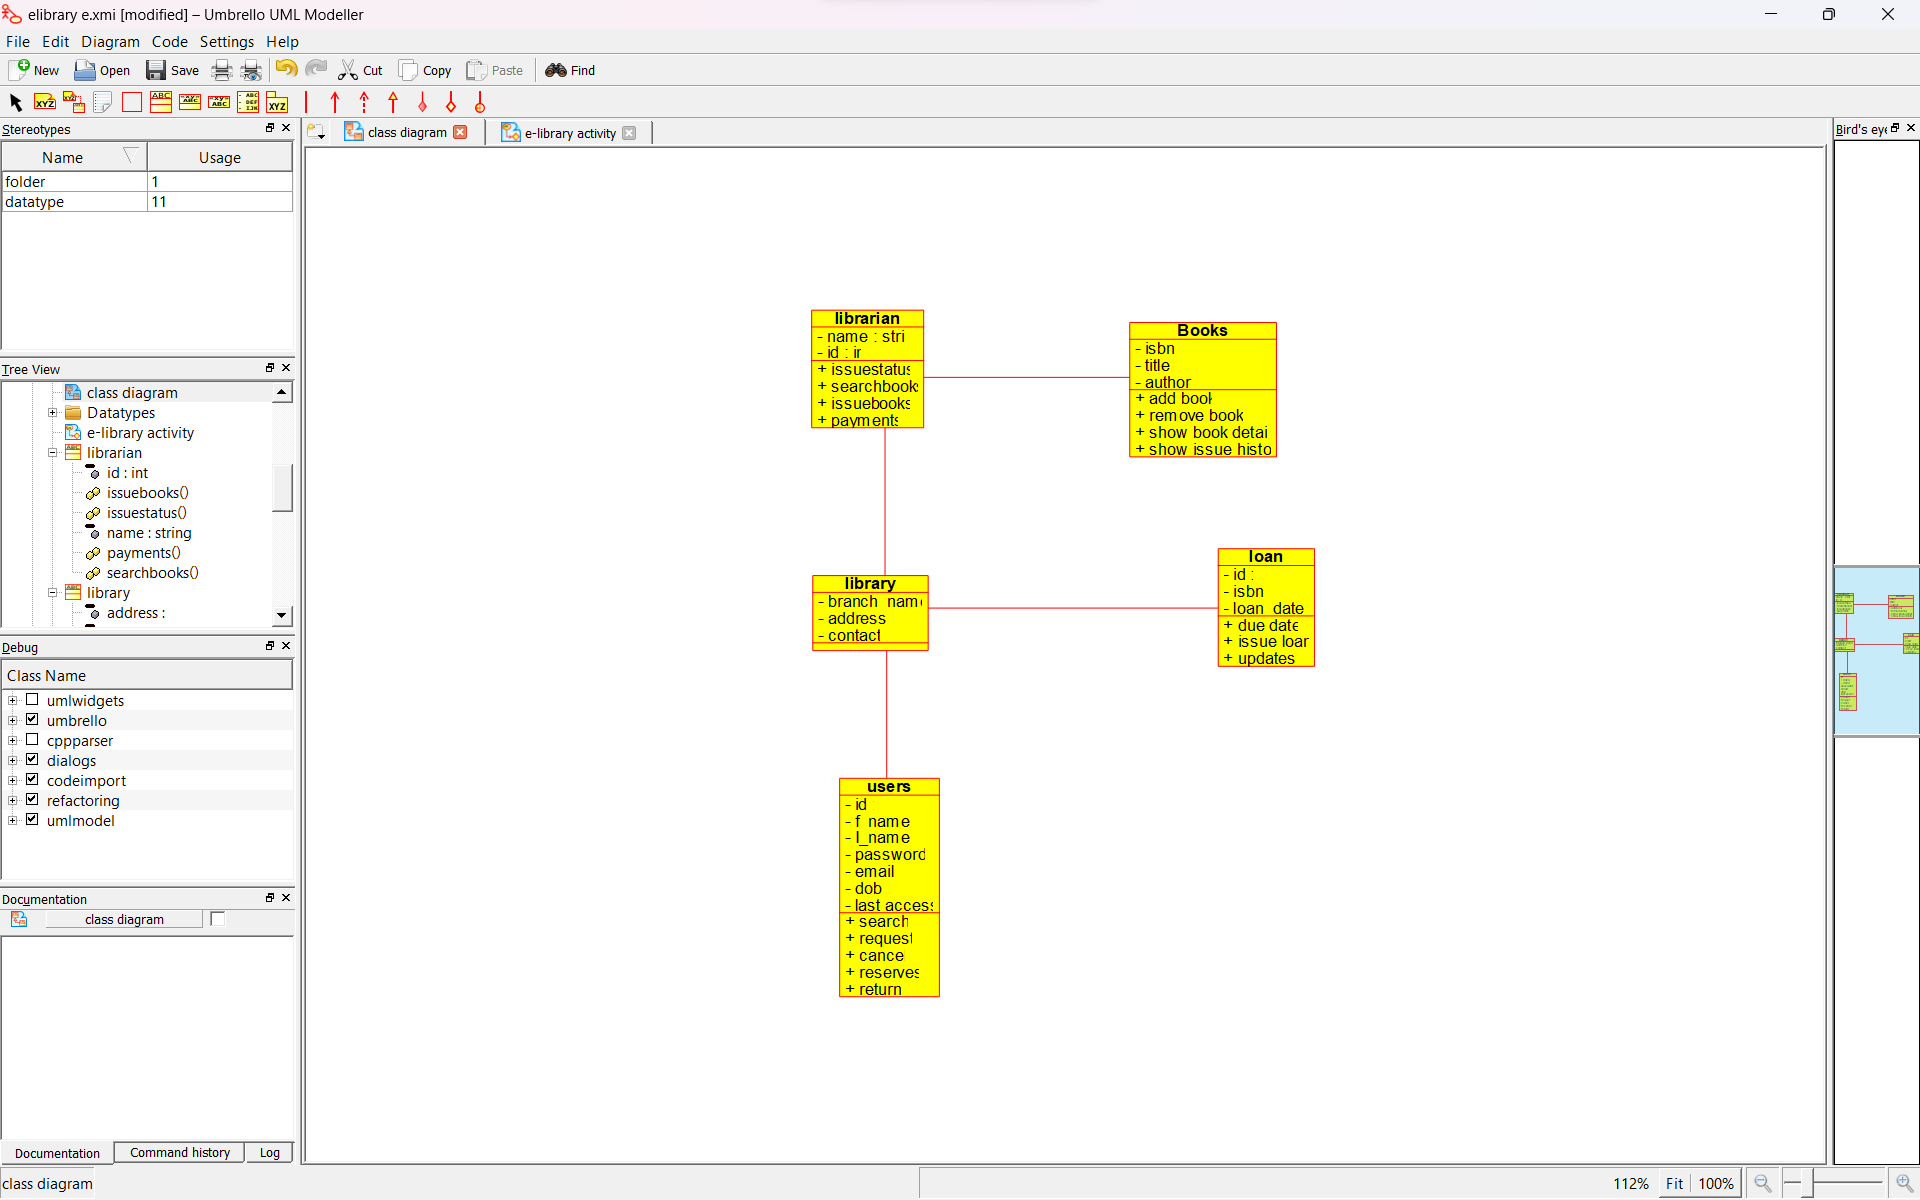 elibrary e.xmi [modified] – Umbrello UML Modeller
File Edit Diagram Code Settings Help
New Open Save Cut Copy Paste Find
Stereotypes
Name Usage
folder 1
datatype 11
Tree View
class diagram
Datatypes
e-library activity
librarian
id : int
issuebooks()
issuestatus()
name : string
payments()
searchbooks()
library
address :
Debug
Class Name
umlwidgets
umbrello
cppparser
dialogs
codeimport
refactoring
umlmodel
Documentation
class diagram
Documentation Command history Log
class diagram
class diagram e-library activity
librarian
- name : stri
- id : ir
+ issuestatus
+ searchbooks
+ issuebooks
+ payments
Books
- isbn
- title
- author
+ add book
+ remove book
+ show book detai
+ show issue histo
library
- branch_name
- address
- contact
loan
- id :
- isbn
- loan_date
+ due date
+ issue loar
+ updates
users
- id
- f_name
- l_name
- password
- email
- dob
- last access
+ search
+ request
+ cance
+ reserves
+ return
Bird's eye
112% Fit 100%